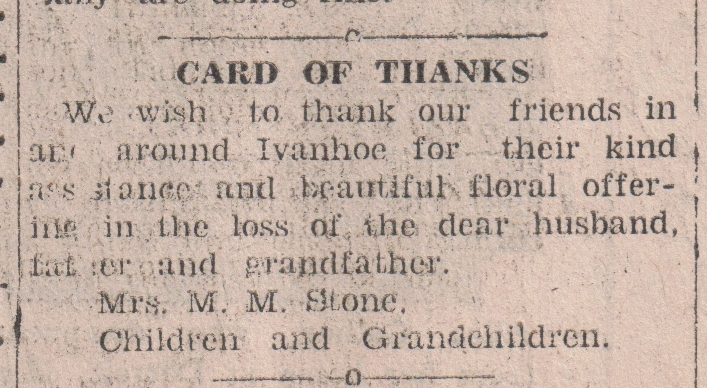 CARD OF THANKS
We wish to thank our friends in
and around Ivanhoe for their kind
assistance and beautiful floral offer-
ing in the loss of the dear husband,
father and grandfather.
Mrs. M. M. Stone,
Children and Grandchildren.